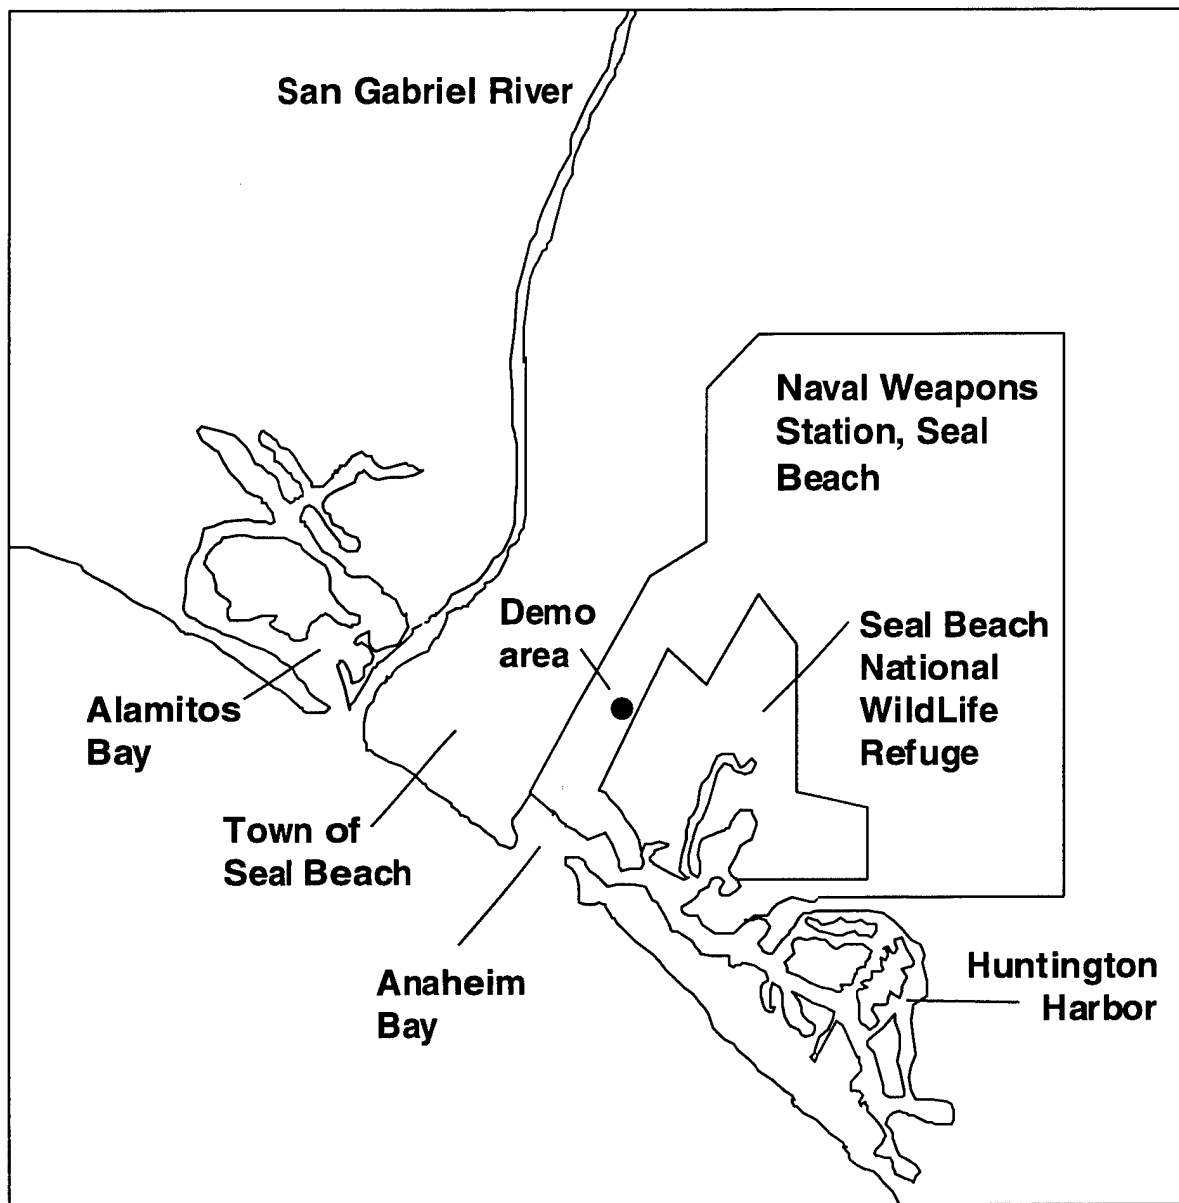 San Gabriel River
Naval Weapons
Station, Seal
Beach
Demo
area
Seal Beach
National
WildLife
Refuge
Alamitos
Bay
Town of
Seal Beach
Anaheim
Bay
Huntington
Harbor